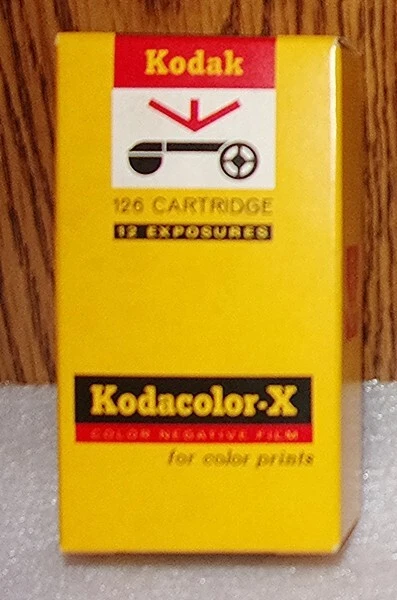 Kodak
126 CARTRIDGE
12 EXPOSURES
Kodacolor-X
COLOR NEGATIVE FILM
for color prints